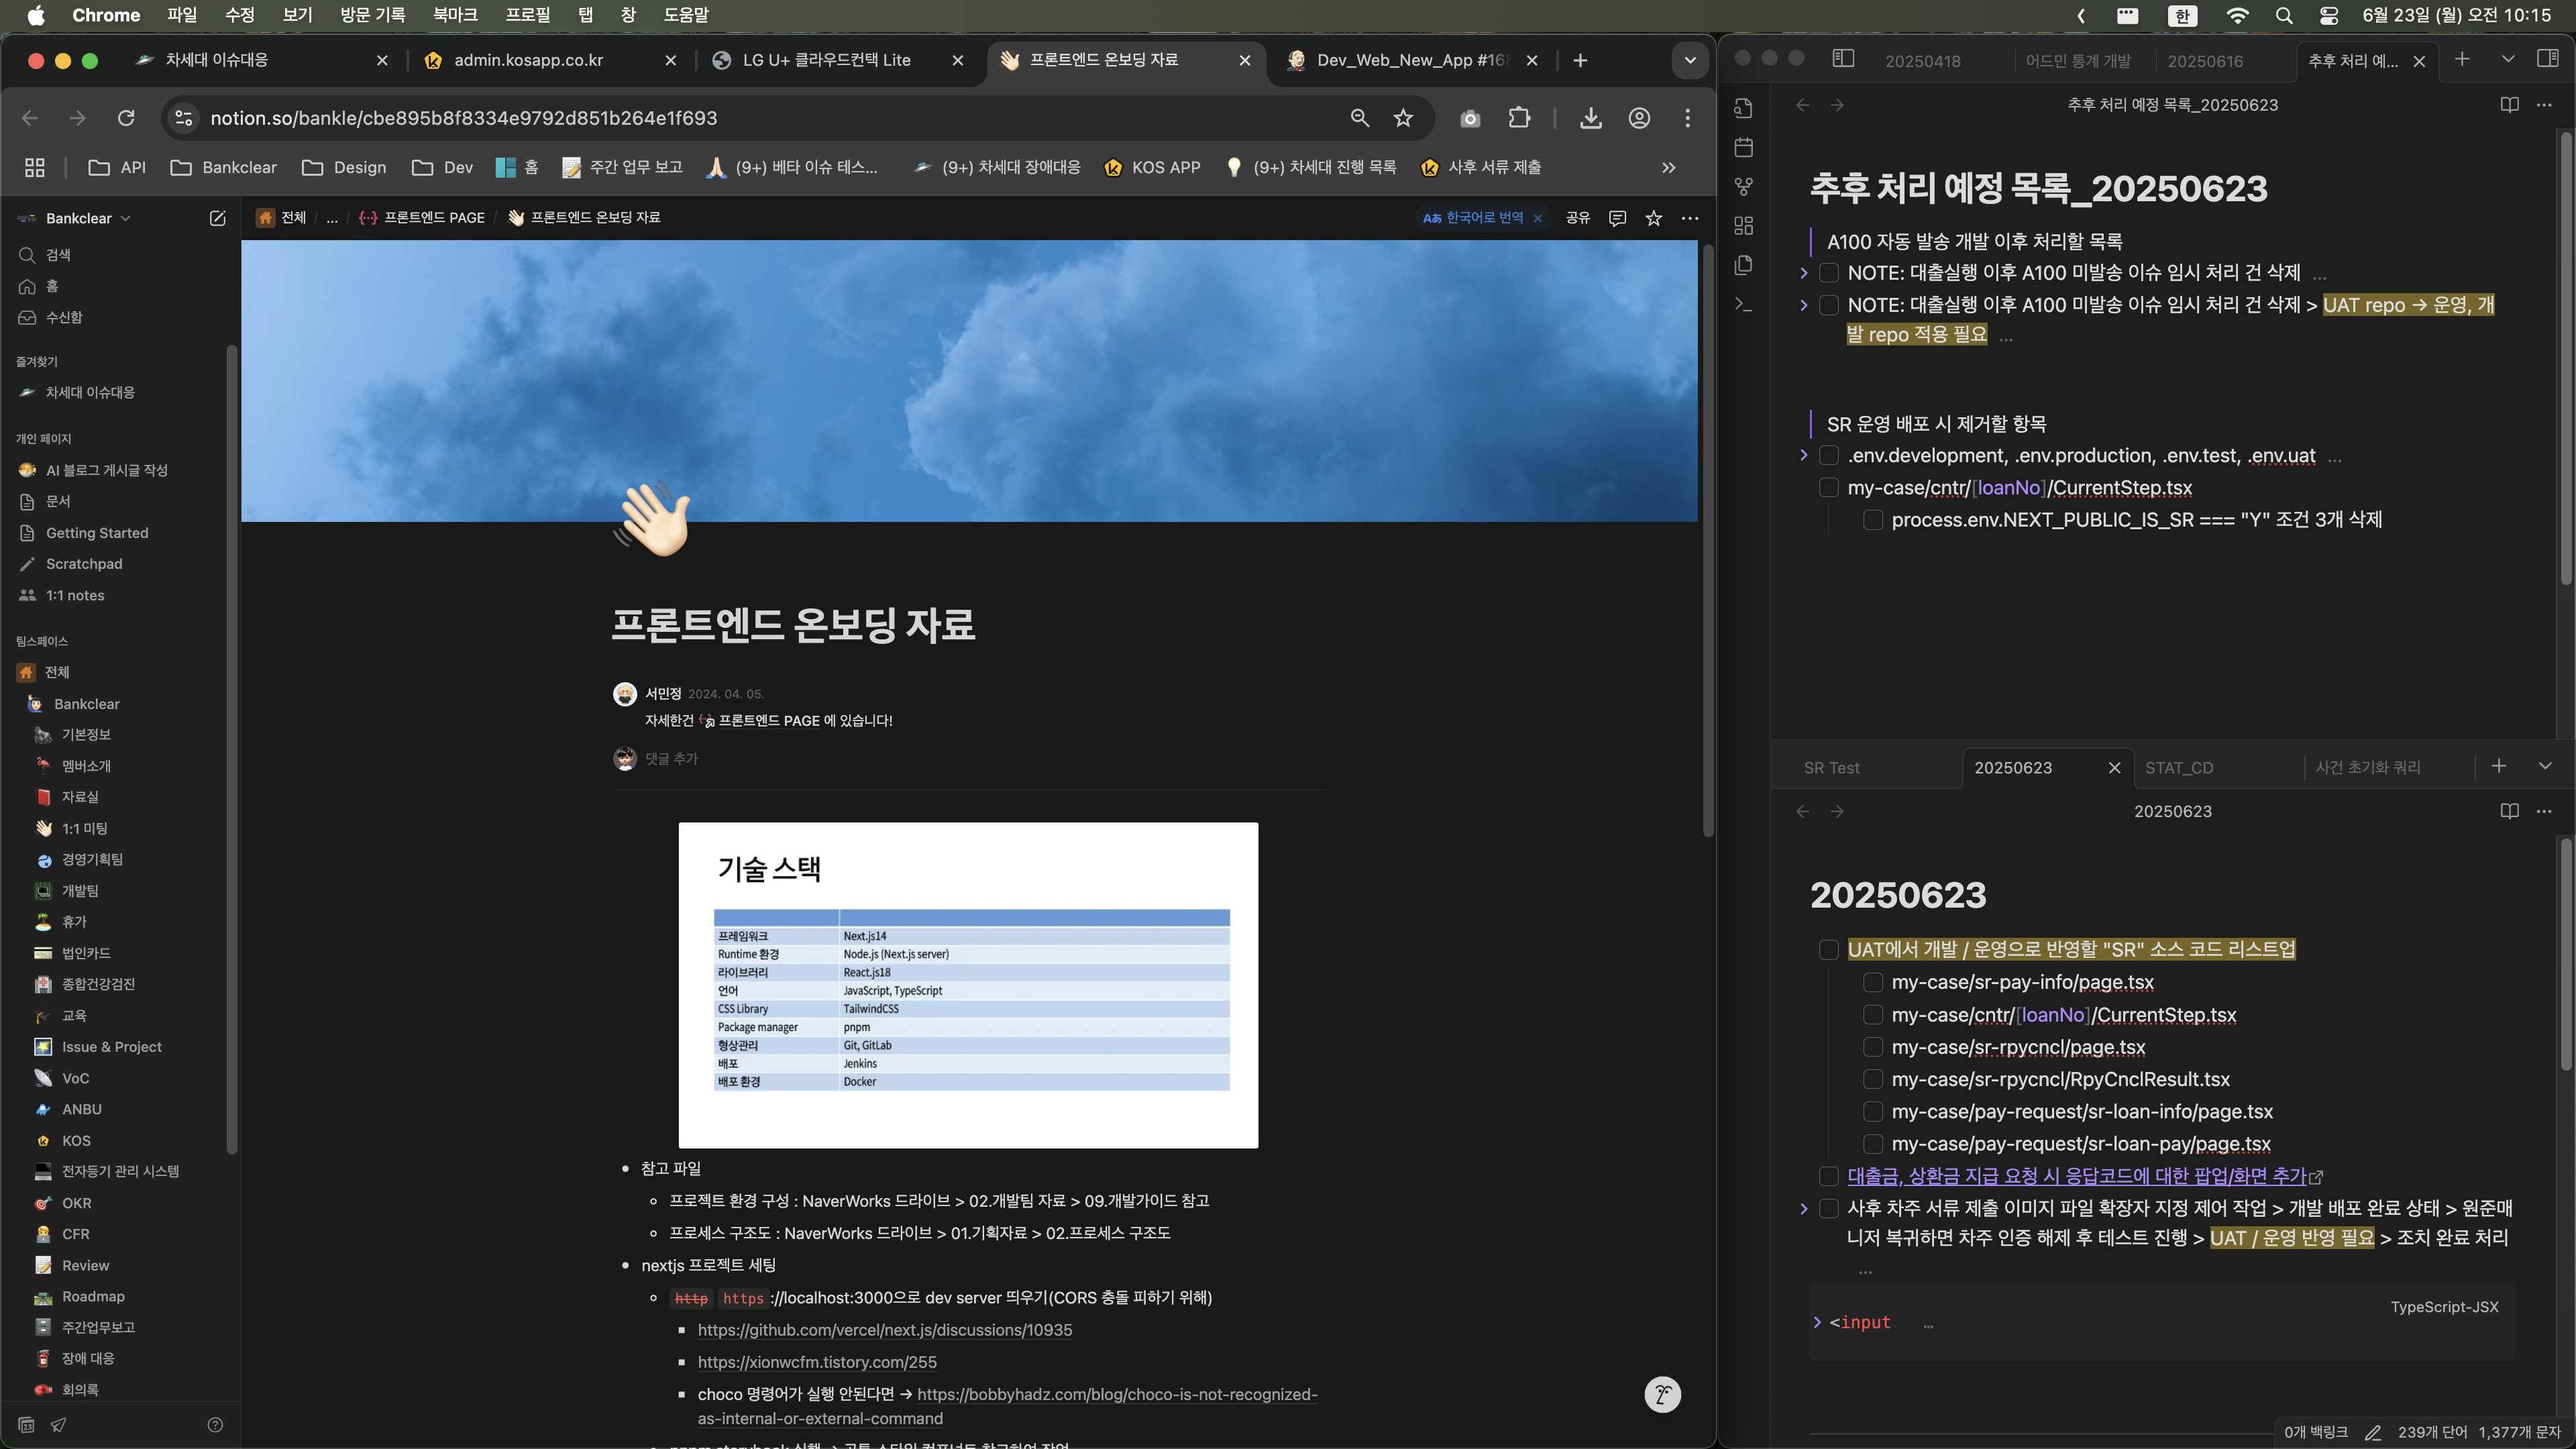 Chrome 파일 수정 보기 방문 기록 북마크 프로필 탭 창 도움말 한 6월 23일 (월) 오전 10:15
차세대 이슈대응 admin.kosapp.co.kr LG U+ 클라우드컨택 Lite 프론트엔드 온보딩 자료 Dev_Web_New_App #16
notion.so/bankle/cbe895b8f8334e9792d851b264e1f693
API Bankclear Design Dev 홈 주간 업무 보고 (9+) 베타 이슈 테스... (9+) 차세대 장애대응 KOS APP (9+) 차세대 진행 목록 사후 서류 제출
Bankclear
검색
홈
수신함
즐겨찾기
차세대 이슈대응
개인 페이지
AI 블로그 게시글 작성
문서
Getting Started
Scratchpad
1:1 notes
팀스페이스
전체
Bankclear
기본정보
멤버소개
자료실
1:1 미팅
경영기획팀
개발팀
휴가
법인카드
종합건강검진
교육
Issue & Project
VoC
ANBU
KOS
전자등기 관리 시스템
OKR
CFR
Review
Roadmap
주간업무보고
장애 대응
회의록
전체 / ... / 프론트엔드 PAGE / 프론트엔드 온보딩 자료
Aあ 한국어로 번역 공유
프론트엔드 온보딩 자료
서민정 2024. 04. 05.
자세한건 프론트엔드 PAGE 에 있습니다!
댓글 추가
기술 스택
프레임워크 Next.js14
Runtime 환경 Node.js (Next.js server)
라이브러리 React.js18
언어 JavaScript, TypeScript
CSS Library TailwindCSS
Package manager pnpm
형상관리 Git, GitLab
배포 Jenkins
배포 환경 Docker
참고 파일
프로젝트 환경 구성 : NaverWorks 드라이브 > 02.개발팀 자료 > 09.개발가이드 참고
프로세스 구조도 : NaverWorks 드라이브 > 01.기획자료 > 02.프로세스 구조도
nextjs 프로젝트 세팅
http https ://localhost:3000으로 dev server 띄우기(CORS 충돌 피하기 위해)
https://github.com/vercel/next.js/discussions/10935
https://xionwcfm.tistory.com/255
choco 명령어가 실행 안된다면 → https://bobbyhadz.com/blog/choco-is-not-recognized-
as-internal-or-external-command
20250418 어드민 통계 개발 20250616 추후 처리 예...
추후 처리 예정 목록_20250623
추후 처리 예정 목록_20250623
A100 자동 발송 개발 이후 처리할 목록
NOTE: 대출실행 이후 A100 미발송 이슈 임시 처리 건 삭제 ...
NOTE: 대출실행 이후 A100 미발송 이슈 임시 처리 건 삭제 > UAT repo → 운영, 개
발 repo 적용 필요 ...
SR 운영 배포 시 제거할 항목
.env.development, .env.production, .env.test, .env.uat ...
my-case/cntr/[loanNo]/CurrentStep.tsx
process.env.NEXT_PUBLIC_IS_SR === "Y" 조건 3개 삭제
SR Test 20250623 STAT_CD 사건 초기화 쿼리
20250623
20250623
UAT에서 개발 / 운영으로 반영할 "SR" 소스 코드 리스트업
my-case/sr-pay-info/page.tsx
my-case/cntr/[loanNo]/CurrentStep.tsx
my-case/sr-rpycncl/page.tsx
my-case/sr-rpycncl/RpyCnclResult.tsx
my-case/pay-request/sr-loan-info/page.tsx
my-case/pay-request/sr-loan-pay/page.tsx
대출금, 상환금 지급 요청 시 응답코드에 대한 팝업/화면 추가
사후 차주 서류 제출 이미지 파일 확장자 지정 제어 작업 > 개발 배포 완료 상태 > 원준매
니저 복귀하면 차주 인증 해제 후 테스트 진행 > UAT / 운영 반영 필요 > 조치 완료 처리
...
TypeScript-JSX
<input ...
0개 백링크 239개 단어 1,377개 문자